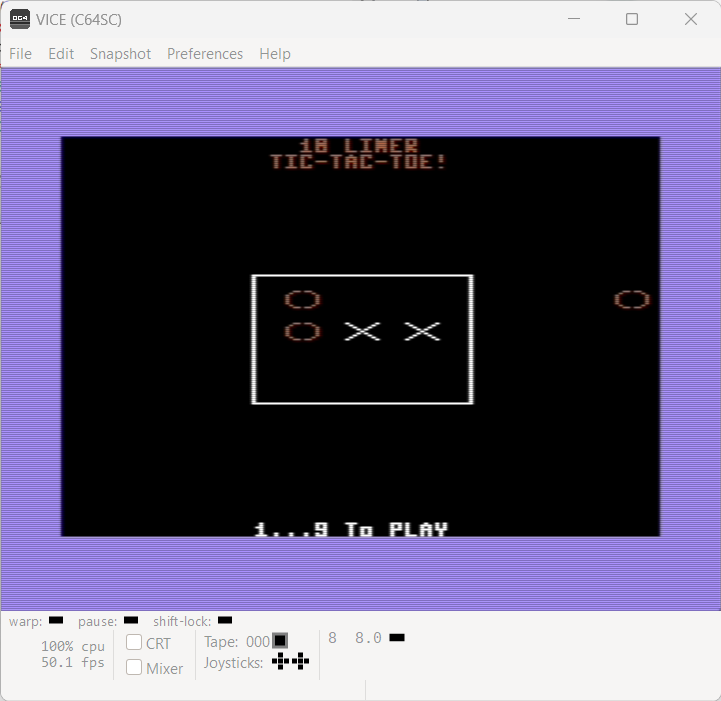 VICE (C64SC)
File Edit Snapshot Preferences Help
10 LINER
TIC-TAC-TOE!
O O
O X X
1...9 To PLAY
warp: pause: shift-lock:
100% cpu
50.1 fps
CRT
Mixer
Tape: 000
Joysticks:
8 8.0